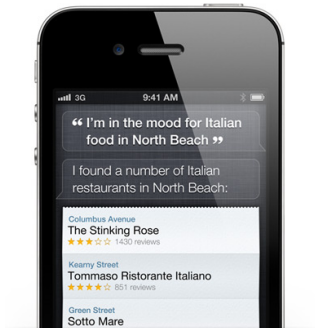 3G 9:41 AM
“ I’m in the mood for Italian
food in North Beach ”
I found a number of Italian
restaurants in North Beach:
Columbus Avenue
The Stinking Rose
1430 reviews
Kearny Street
Tommaso Ristorante Italiano
851 reviews
Green Street
Sotto Mare